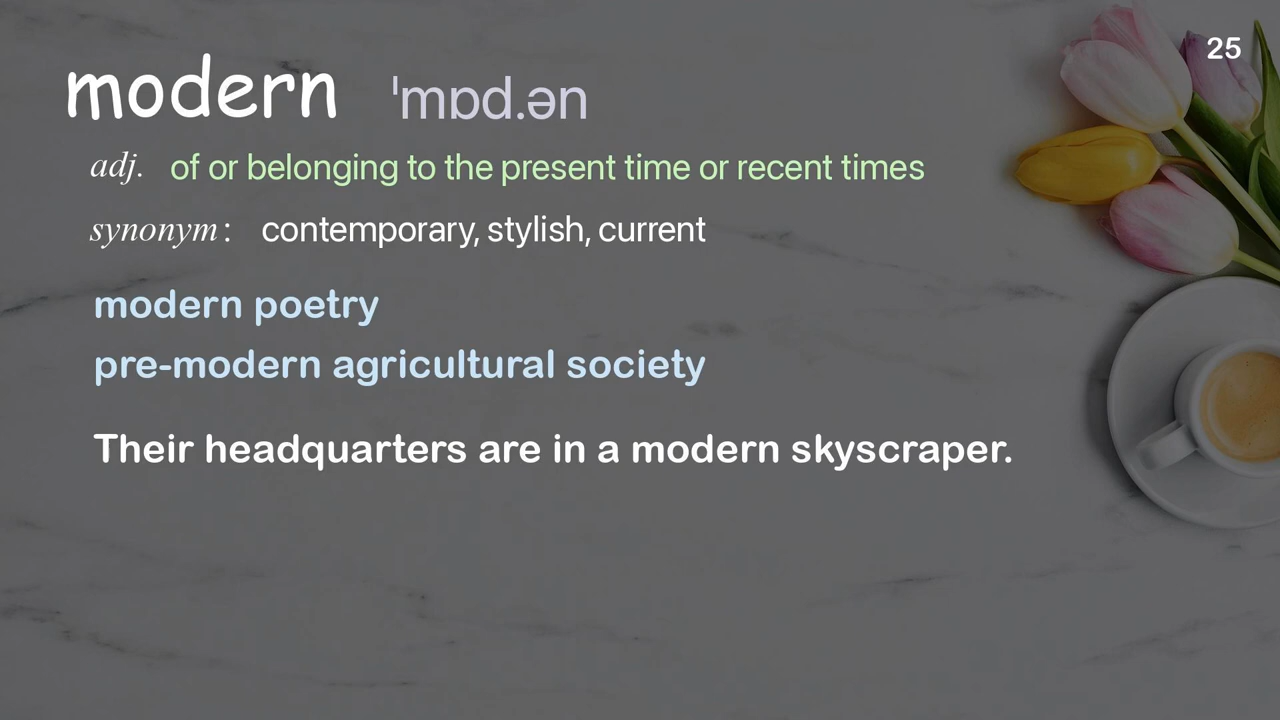 25
modern ˈmɒd.ən
adj. of or belonging to the present time or recent times
synonym: contemporary, stylish, current
modern poetry
pre-modern agricultural society
Their headquarters are in a modern skyscraper.